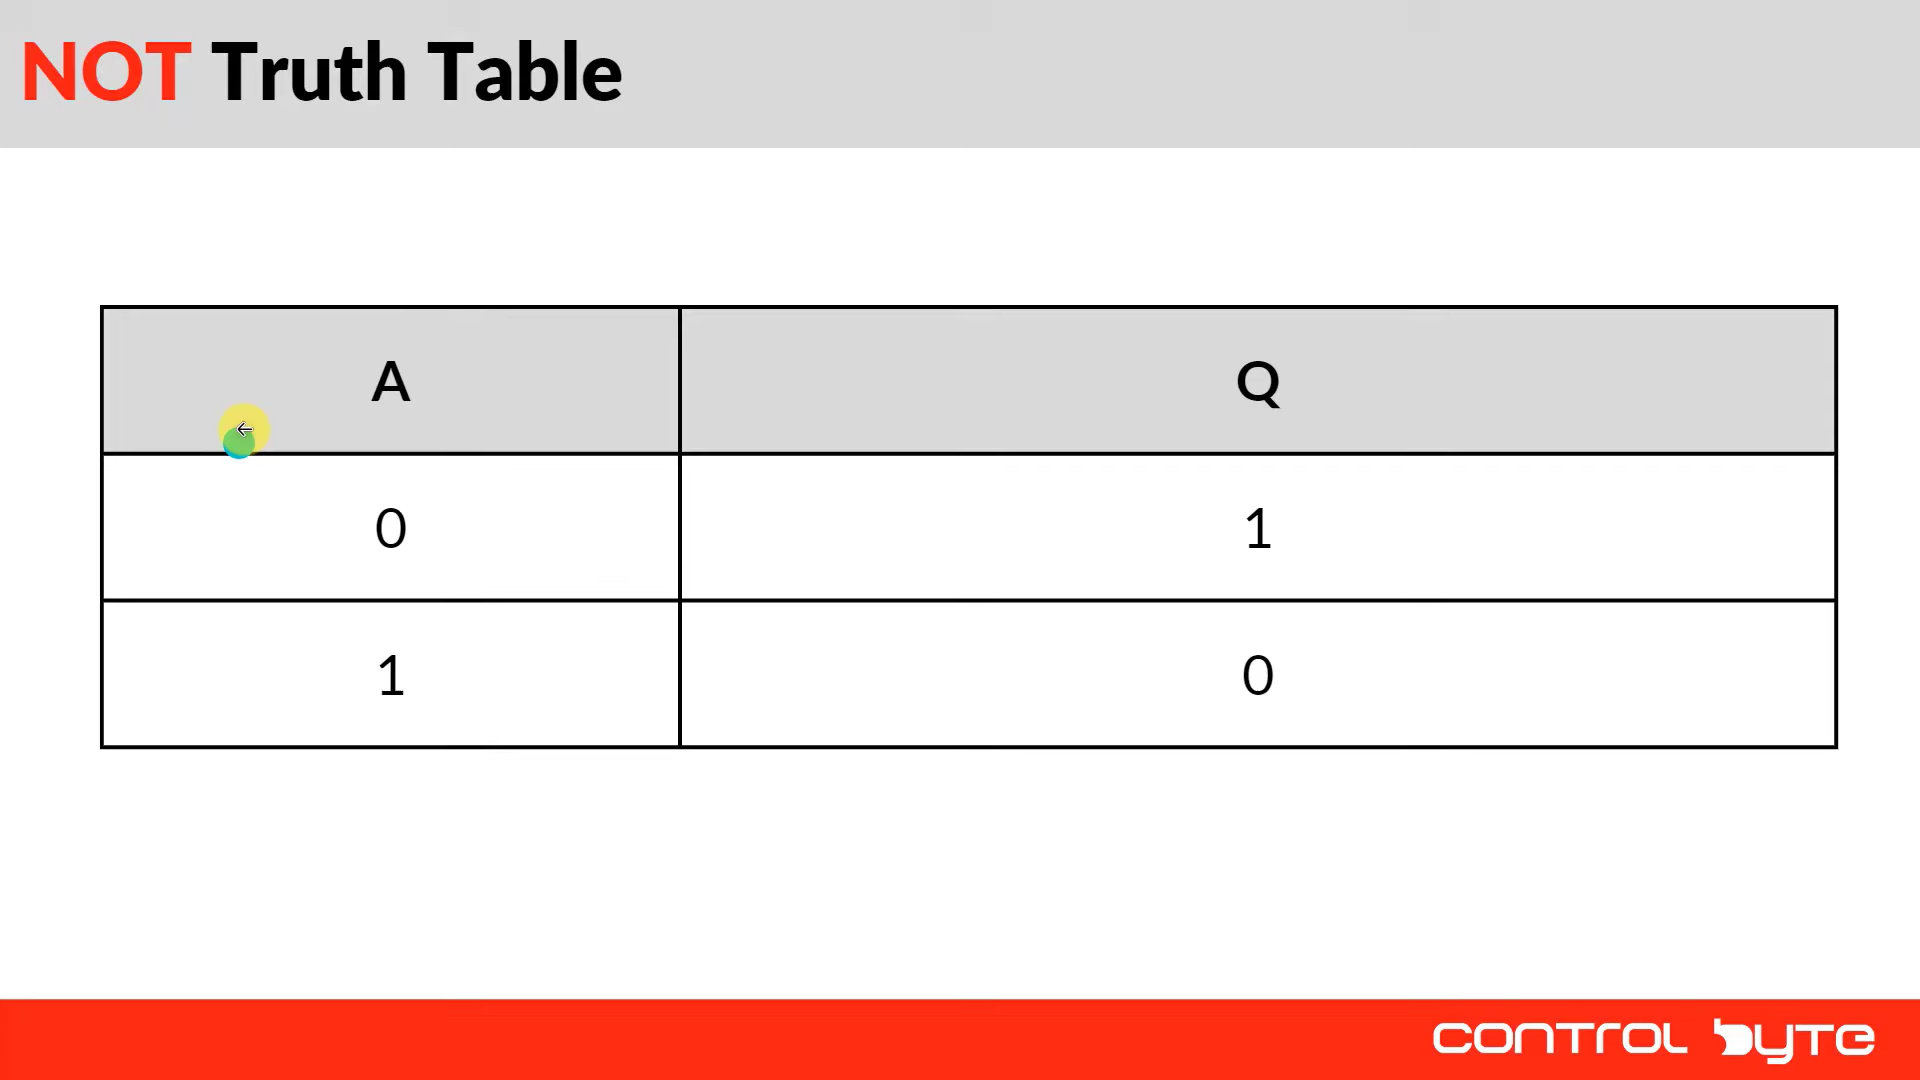 NOT Truth Table
A Q
0 1
1 0
CONTROL BYTE